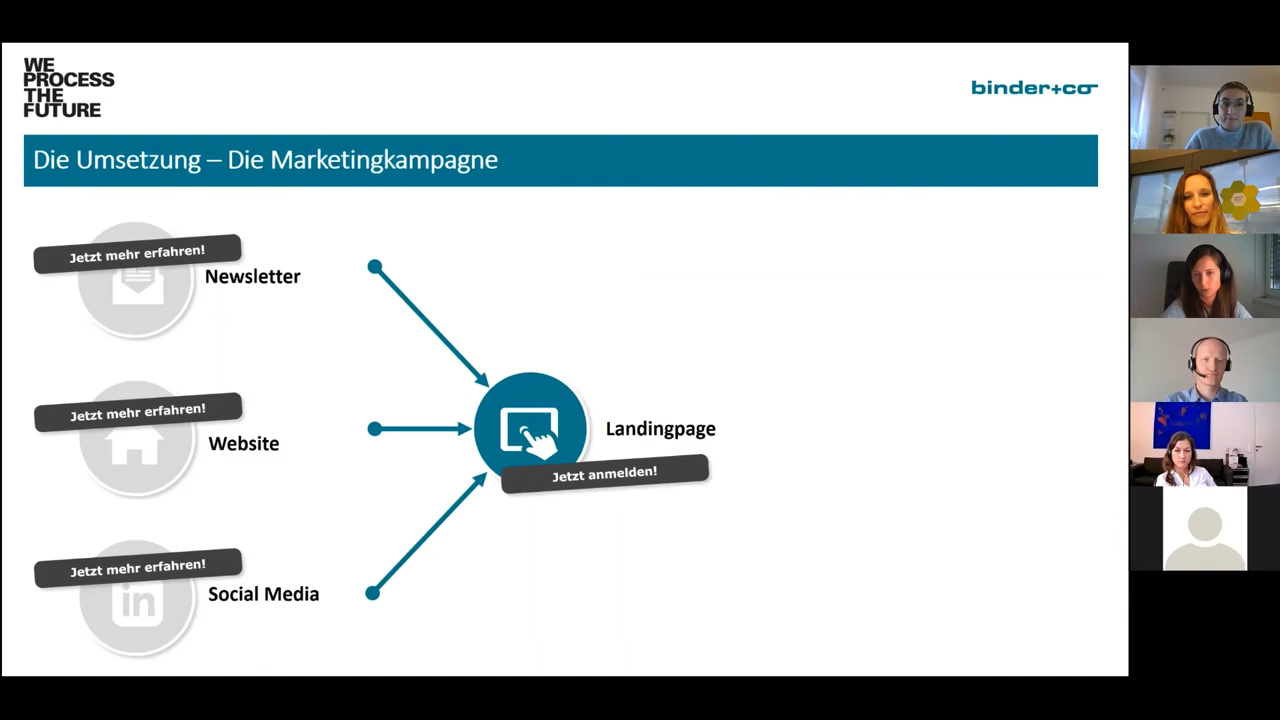 WE
PROCESS
THE
FUTURE
binder+co
Die Umsetzung – Die Marketingkampagne
Jetzt mehr erfahren!
Newsletter
Jetzt mehr erfahren!
Website
Landingpage
Jetzt anmelden!
Jetzt mehr erfahren!
in
Social Media